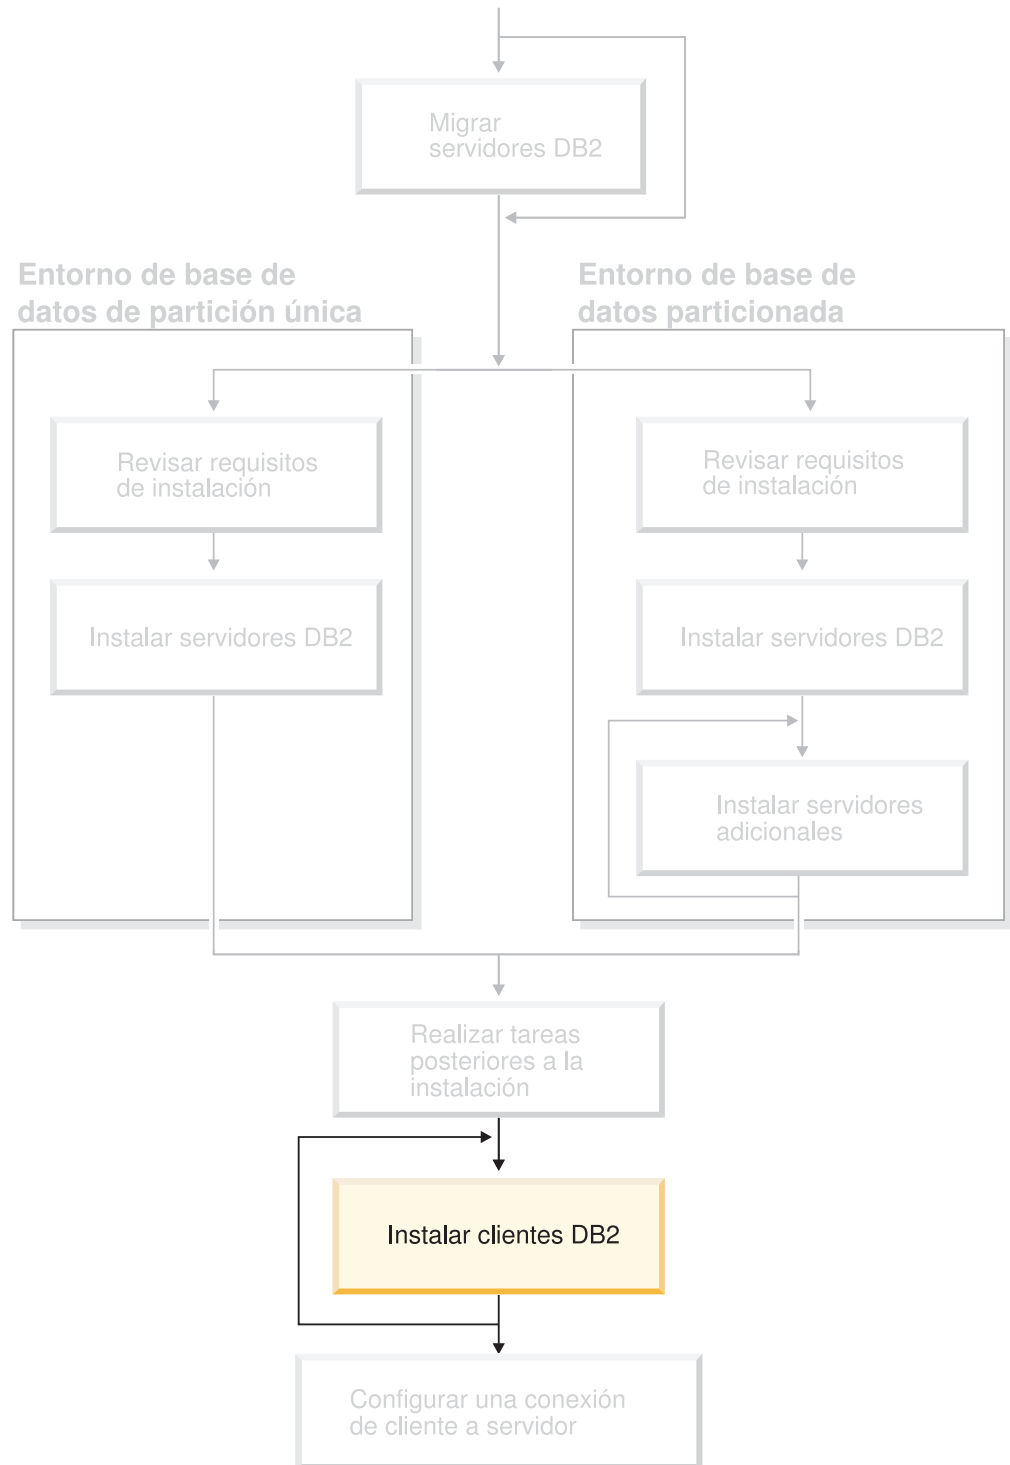 Migrar
servidores DB2
Entorno de base de
datos de partición única
Entorno de base de
datos particionada
Revisar requisitos
de instalación
Revisar requisitos
de instalación
Instalar servidores DB2
Instalar servidores DB2
Instalar servidores
adicionales
Realizar tareas
posteriores a la
instalación
Instalar clientes DB2
Configurar una conexión
de cliente a servidor